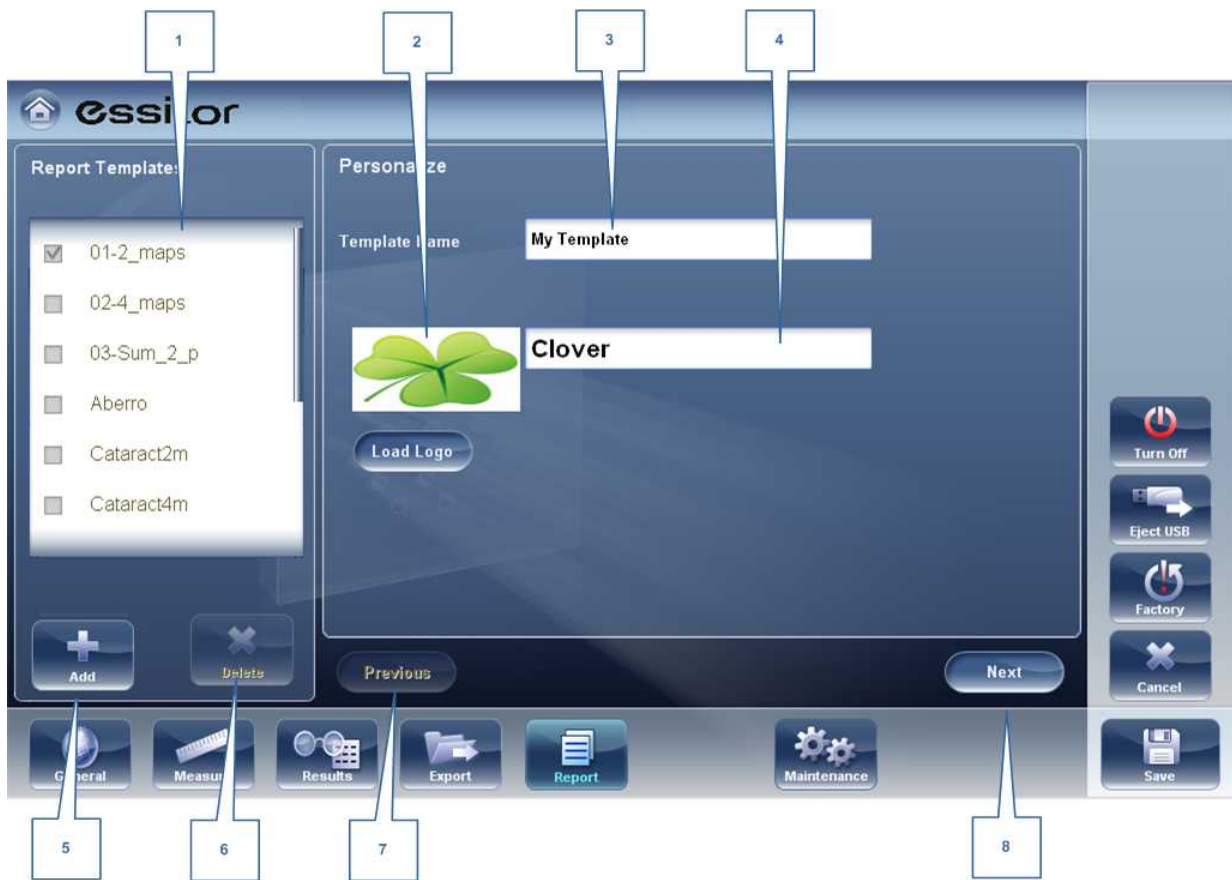 1 2 3 4
essilor
Report Templates
Personalize
01-2_maps
02-4_maps
03-Sum_2_p
Aberro
Cataract2m
Cataract4m
Template Name
My Template
Clover
Load Logo
Turn Off
Eject USB
Factory
Cancel
Add
Delete
Previous
Next
General
Measure
Results
Export
Report
Maintenance
Save
5 6 7 8